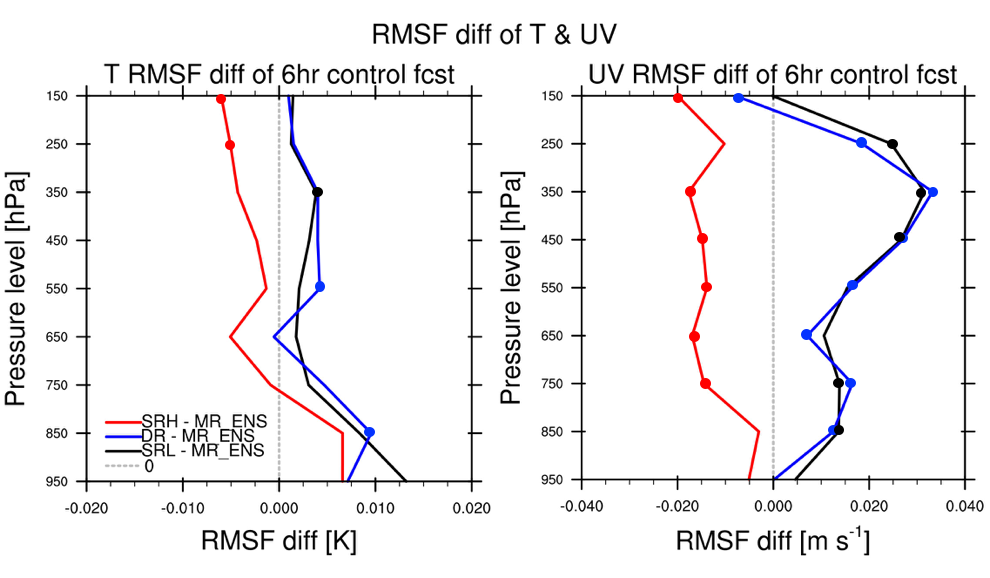 RMSF diff of T & UV
T RMSF diff of 6hr control fcst
Pressure level [hPa]
150
250
350
450
550
650
750
850
950
SRH - MR_ENS
DR - MR_ENS
SRL - MR_ENS
0
-0.020 -0.010 0.000 0.010 0.020
RMSF diff [K]
UV RMSF diff of 6hr control fcst
Pressure level [hPa]
150
250
350
450
550
650
750
850
950
-0.040 -0.020 0.000 0.020 0.040
RMSF diff [m s⁻¹]